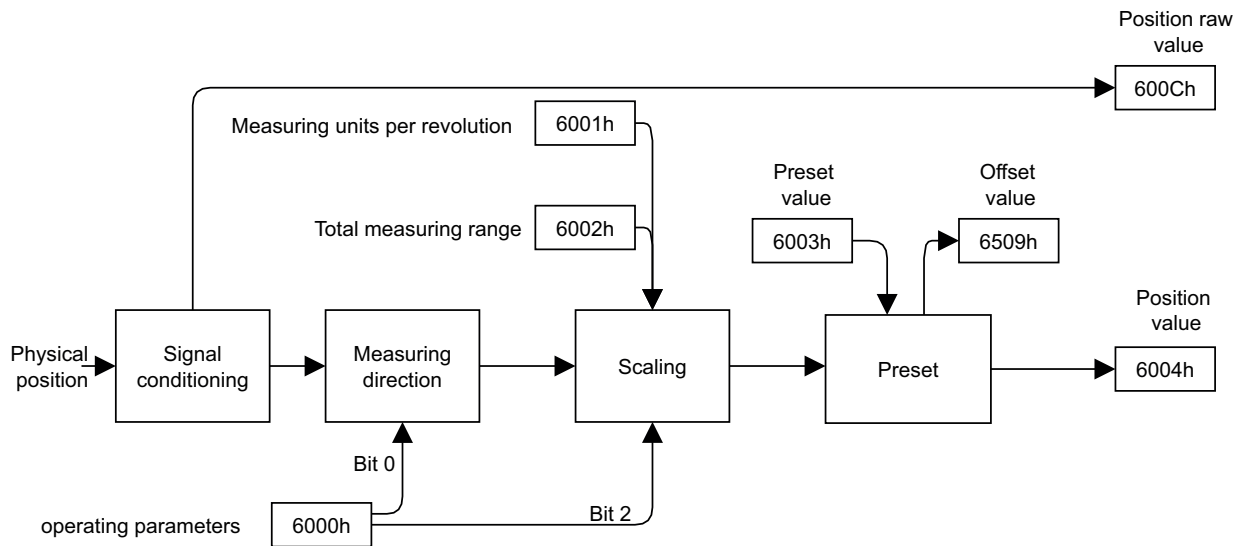 Position raw
value
600Ch
Measuring units per revolution
6001h
Preset
value
Offset
value
Total measuring range
6002h
6003h
6509h
Position
value
Physical
position
Signal
conditioning
Measuring
direction
Scaling
Preset
6004h
Bit 0
Bit 2
operating parameters
6000h